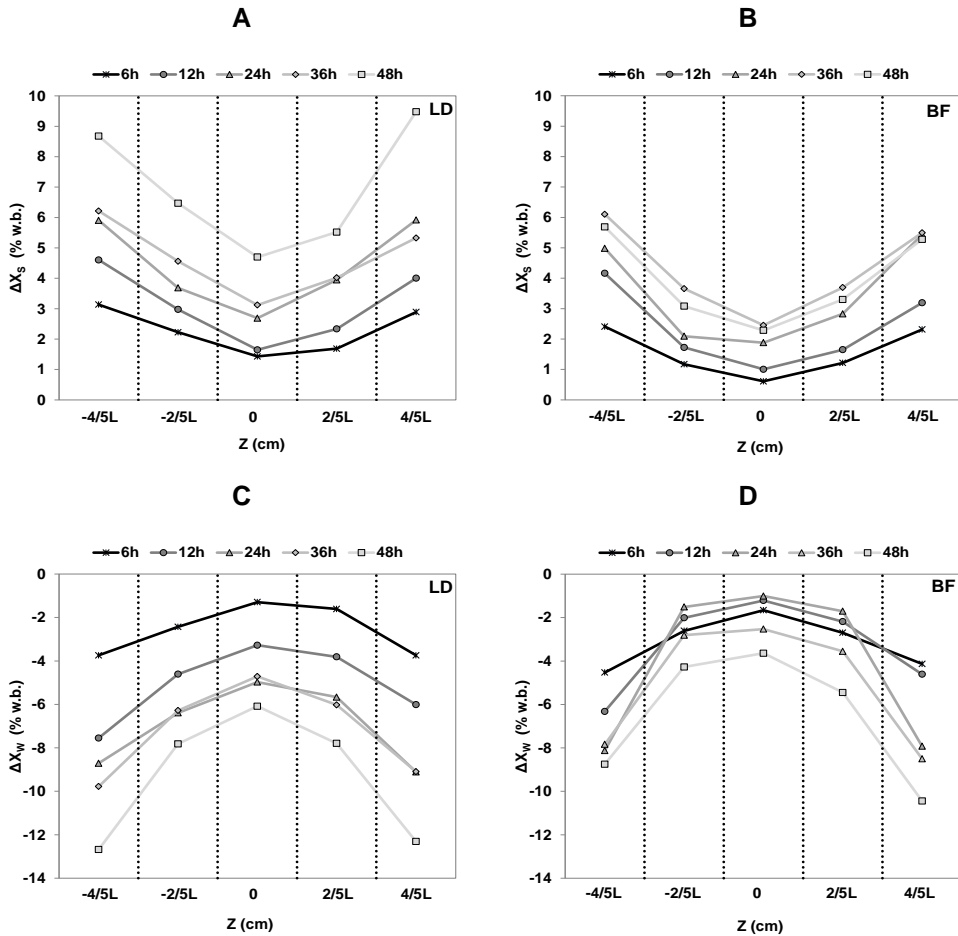 A
6h 12h 24h 36h 48h
LD
10
9
8
7
6
5
4
3
2
1
0
ΔX_S (% w.b.)
-4/5L -2/5L 0 2/5L 4/5L
Z (cm)
B
6h 12h 24h 36h 48h
BF
10
9
8
7
6
5
4
3
2
1
0
ΔX_S (% w.b.)
-4/5L -2/5L 0 2/5L 4/5L
Z (cm)
C
6h 12h 24h 36h 48h
LD
0
-2
-4
-6
-8
-10
-12
-14
ΔX_W (% w.b.)
-4/5L -2/5L 0 2/5L 4/5L
Z (cm)
D
6h 12h 24h 36h 48h
BF
0
-2
-4
-6
-8
-10
-12
-14
ΔX_W (% w.b.)
-4/5L -2/5L 0 2/5L 4/5L
Z (cm)